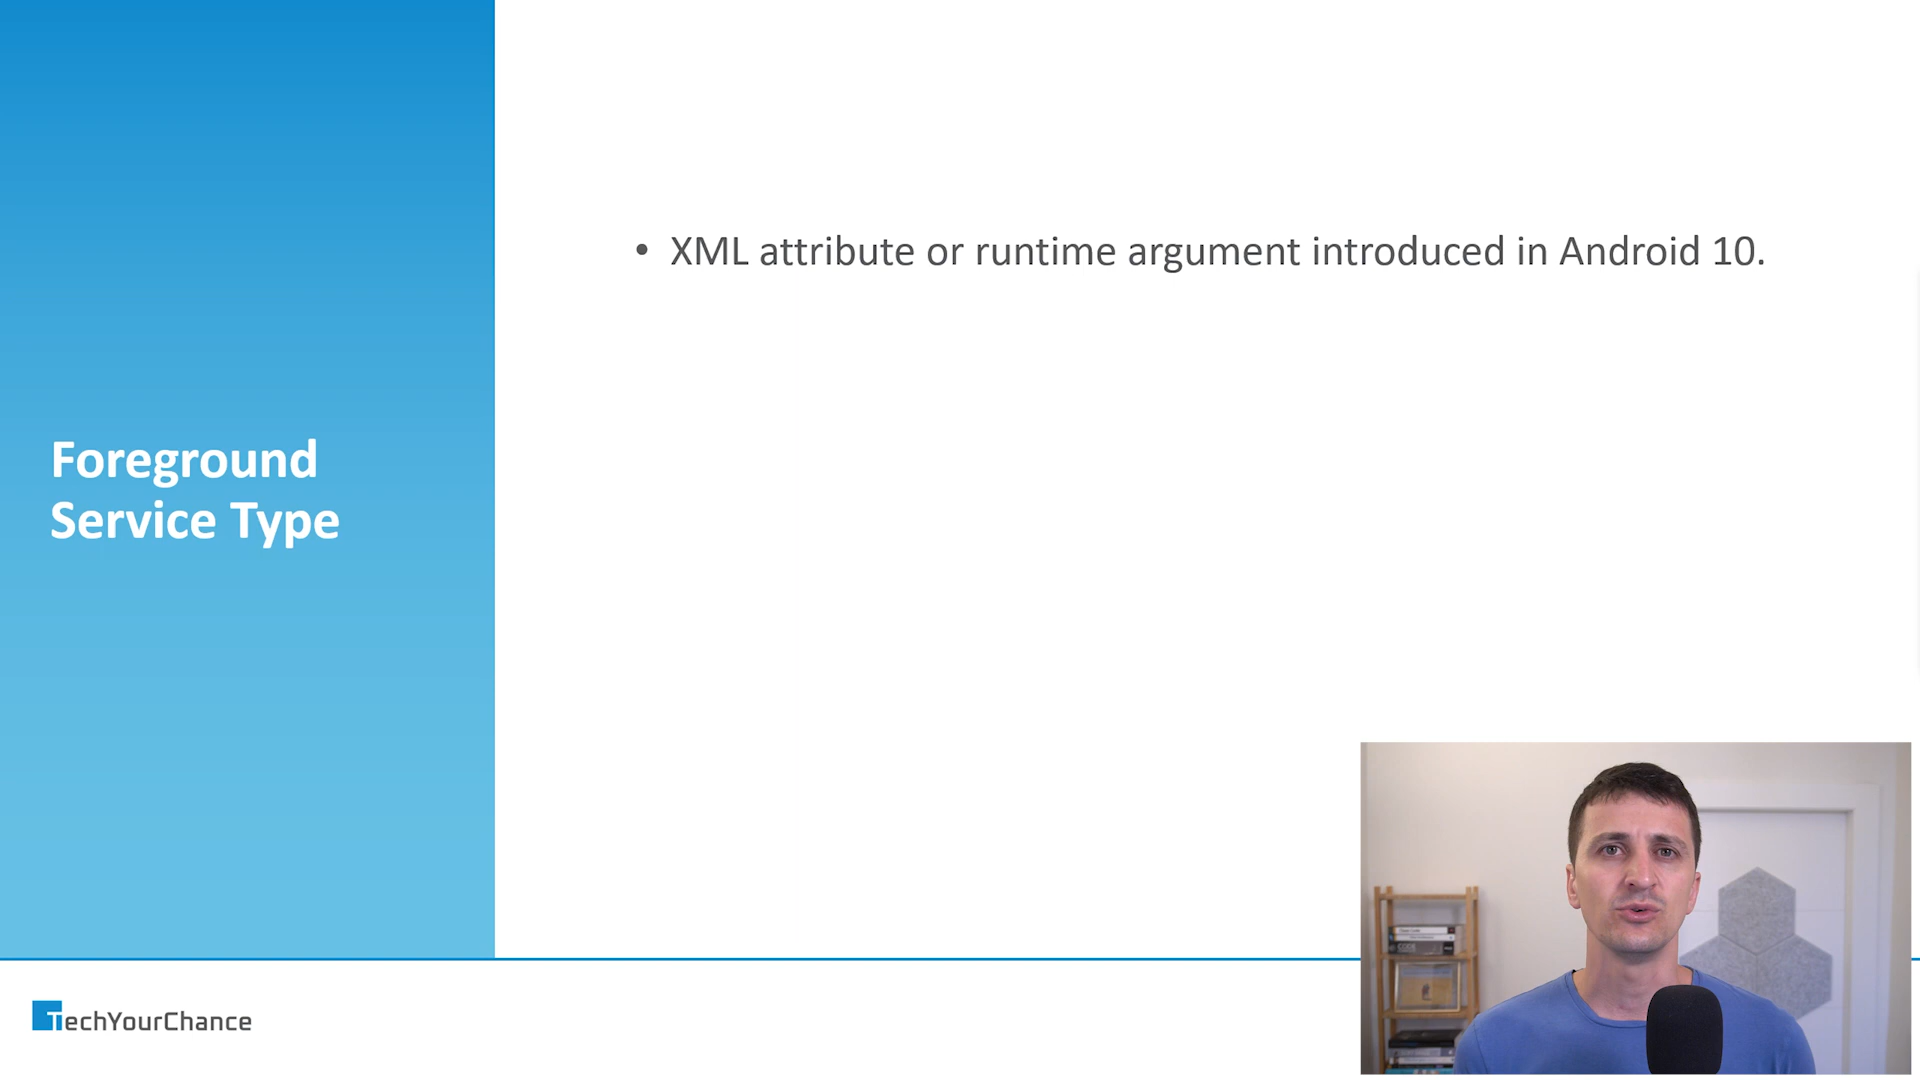 Foreground
Service Type
• XML attribute or runtime argument introduced in Android 10.
TechYourChance